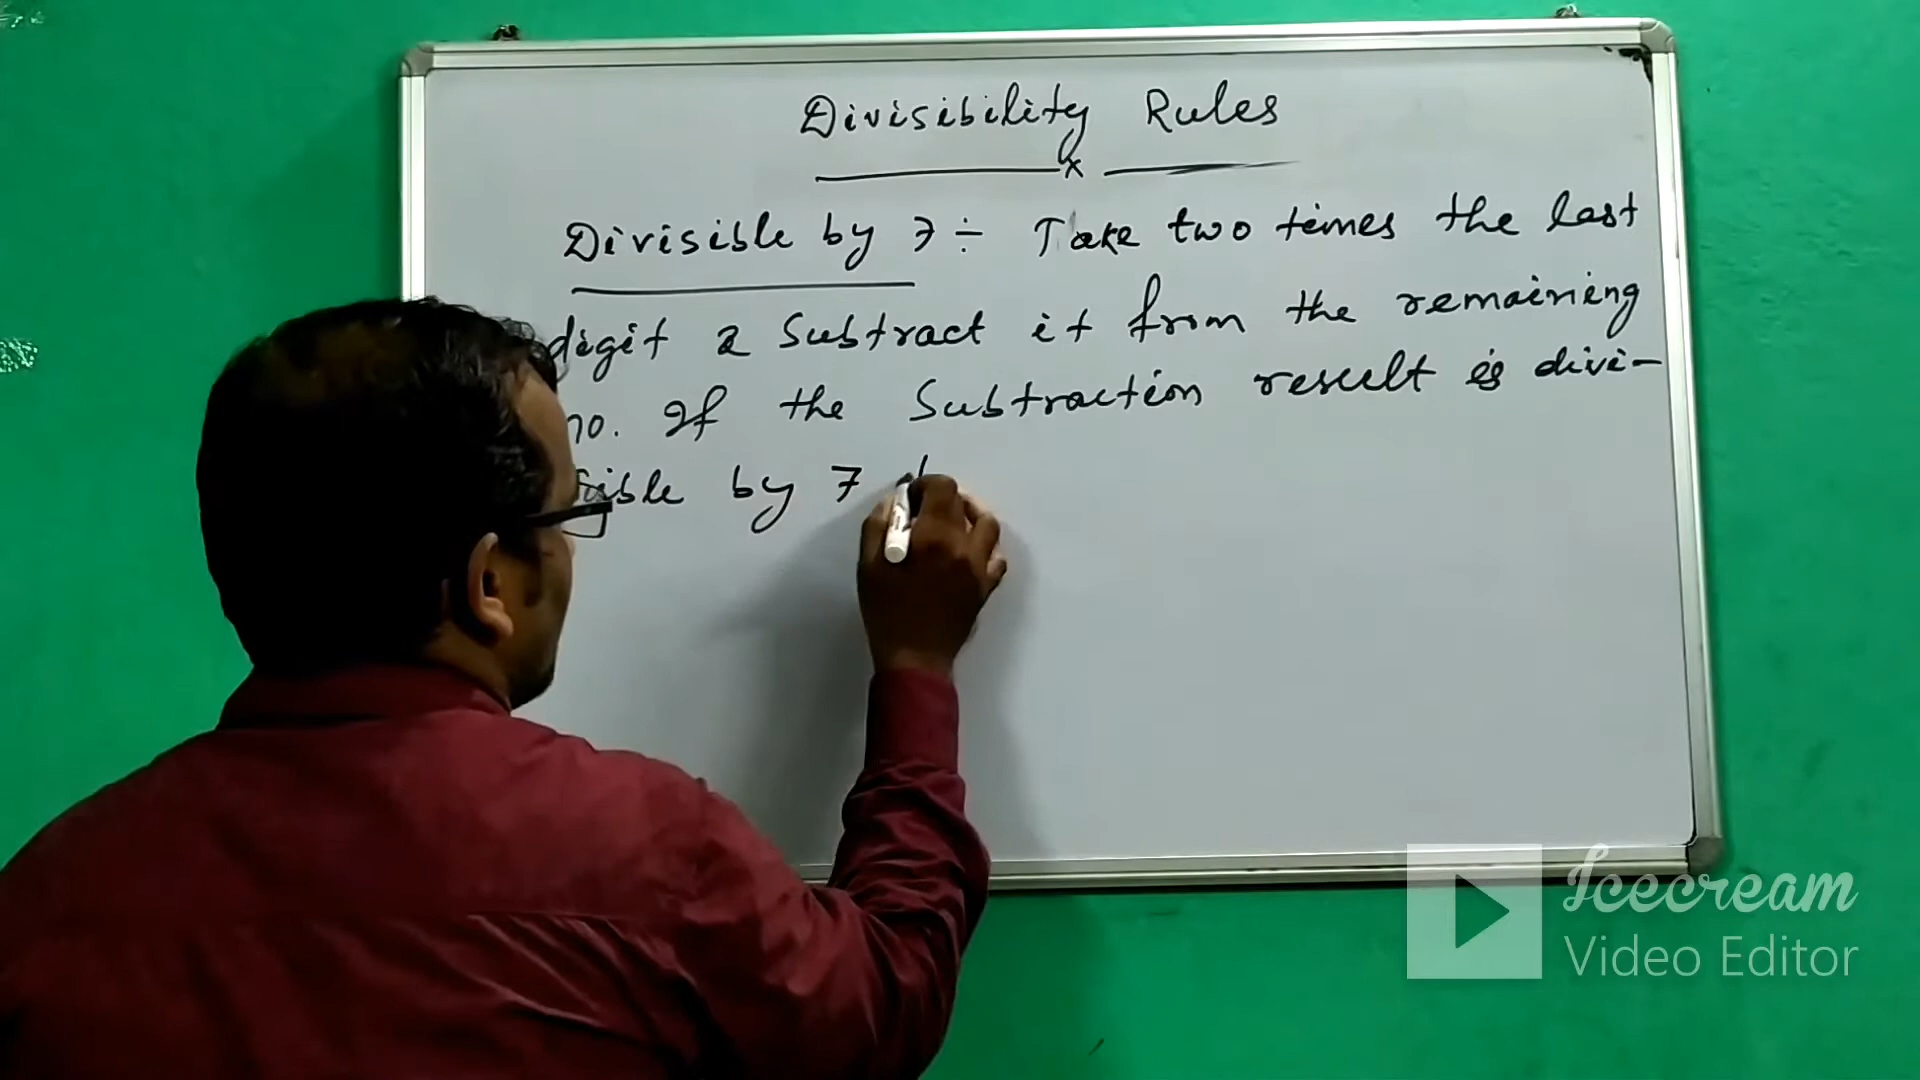 Divisibility Rules
x
Divisible by 7 ÷ Take two times the last
digit & Subtract it from the remaining
no. If the Subtraction result is divi-
sible by 7
Icecream
Video Editor